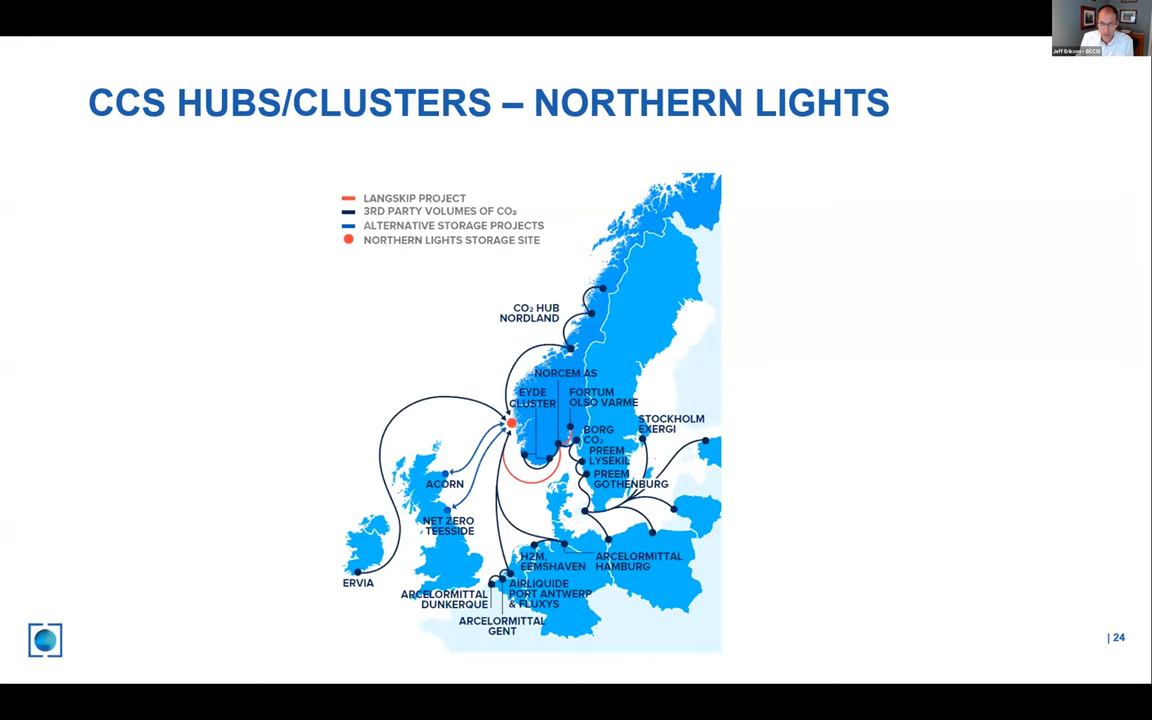 Jeff Erikson - GCCSI
CCS HUBS/CLUSTERS – NORTHERN LIGHTS
LANGSKIP PROJECT
3RD PARTY VOLUMES OF CO₂
ALTERNATIVE STORAGE PROJECTS
NORTHERN LIGHTS STORAGE SITE
CO₂ HUB
NORDLAND
NORCEM AS
EYDE
CLUSTER
FORTUM
OLSO VARME
BORG
CO₂
STOCKHOLM
EXERGI
PREEM
LYSEKIL
PREEM
GOTHENBURG
ACORN
NET ZERO
TEESSIDE
ERVIA
H2M,
EEMSHAVEN
ARCELORMITTAL
HAMBURG
ARCELORMITTAL
DUNKERQUE
AIRLIQUIDE
PORT ANTWERP
& FLUXYS
ARCELORMITTAL
GENT
| 24